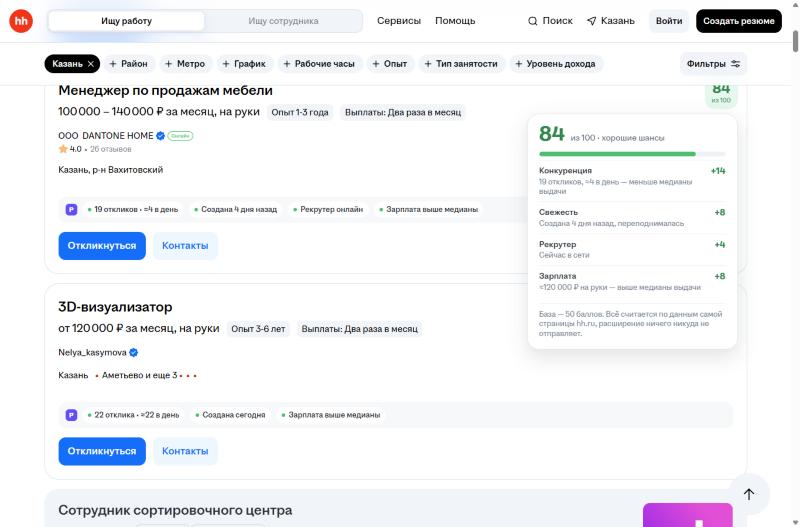 hh
Ищу работу
Ищу сотрудника
Сервисы
Помощь
Поиск
Казань
Войти
Создать резюме
Казань
Район
Метро
График
Рабочие часы
Опыт
Тип занятости
Уровень дохода
Фильтры
Менеджер по продажам мебели
84
из 100
100 000 – 140 000 ₽ за месяц, на руки
Опыт 1-3 года
Выплаты: Два раза в месяц
ООО DANTONE HOME
Онлайн
4.0 • 26 отзывов
Казань, р-н Вахитовский
P
19 откликов · ≈4 в день
Создана 4 дня назад
Рекрутер онлайн
Зарплата выше медианы
Откликнуться
Контакты
84 из 100 · хорошие шансы
Конкуренция +14
19 откликов, ≈4 в день — меньше медианы
выдачи
Свежесть +8
Создана 4 дня назад, переподнималась
Рекрутер +4
Сейчас в сети
Зарплата +8
≈120 000 ₽ на руки — выше медианы выдачи
База — 50 баллов. Всё считается по данным самой
страницы hh.ru, расширение ничего никуда не
отправляет.
3D-визуализатор
от 120 000 ₽ за месяц, на руки
Опыт 3-6 лет
Выплаты: Два раза в месяц
Nelya_kasymova
Казань • Аметьево и еще 3 • • •
P
22 отклика · ≈22 в день
Создана сегодня
Зарплата выше медианы
Откликнуться
Контакты
Сотрудник сортировочного центра